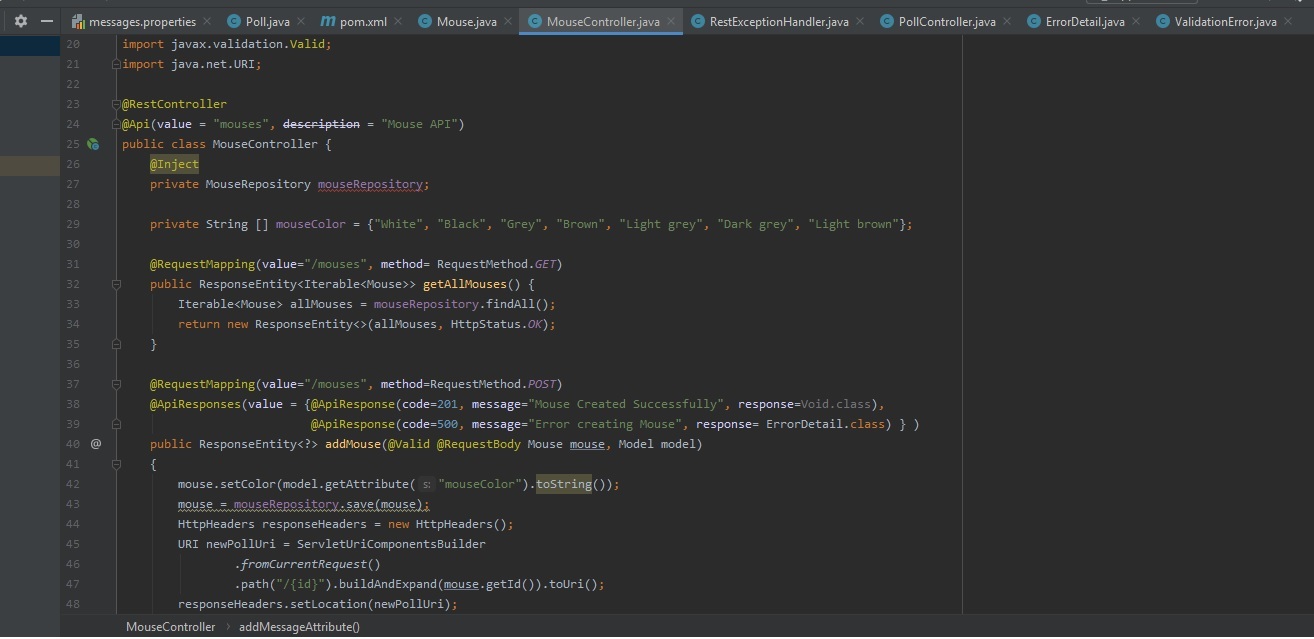 messages.properties Poll.java pom.xml Mouse.java MouseController.java RestExceptionHandler.java PollController.java ErrorDetail.java ValidationError.java
20 import javax.validation.Valid;
21 import java.net.URI;
22
23 @RestController
24 @Api(value = "mouses", description = "Mouse API")
25 public class MouseController {
26 @Inject
27 private MouseRepository mouseRepository;
28
29 private String [] mouseColor = {"White", "Black", "Grey", "Brown", "Light grey", "Dark grey", "Light brown"};
30
31 @RequestMapping(value="/mouses", method= RequestMethod.GET)
32 public ResponseEntity<Iterable<Mouse>> getAllMouses() {
33 Iterable<Mouse> allMouses = mouseRepository.findAll();
34 return new ResponseEntity<>(allMouses, HttpStatus.OK);
35 }
36
37 @RequestMapping(value="/mouses", method=RequestMethod.POST)
38 @ApiResponses(value = {@ApiResponse(code=201, message="Mouse Created Successfully", response=Void.class),
39 @ApiResponse(code=500, message="Error creating Mouse", response= ErrorDetail.class) } )
40 @ public ResponseEntity<?> addMouse(@Valid @RequestBody Mouse mouse, Model model)
41 {
42 mouse.setColor(model.getAttribute( s: "mouseColor").toString());
43 mouse = mouseRepository.save(mouse);
44 HttpHeaders responseHeaders = new HttpHeaders();
45 URI newPollUri = ServletUriComponentsBuilder
46 .fromCurrentRequest()
47 .path("/{id}").buildAndExpand(mouse.getId()).toUri();
48 responseHeaders.setLocation(newPollUri);
MouseController › addMessageAttribute()